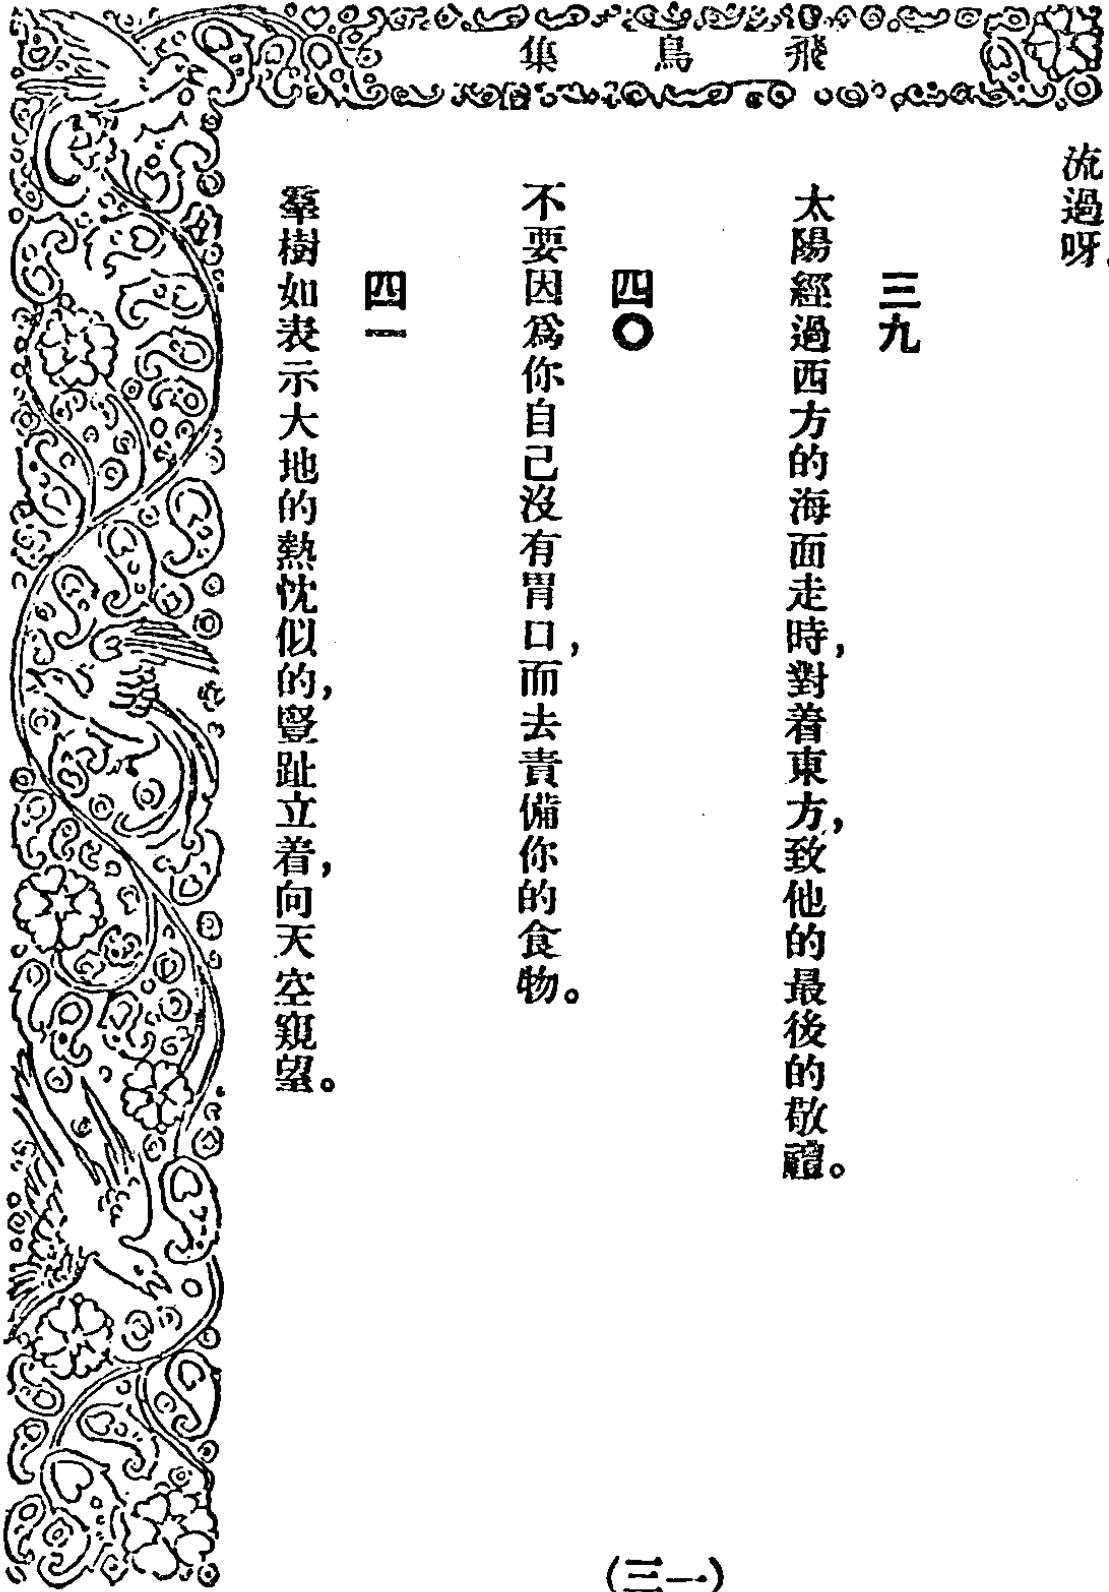 飛鳥集
流過呀，
三九
太陽經過西方的海面走時，對着東方，致他的最後的敬禮。
四〇
不要因爲你自己沒有胃口，而去責備你的食物。
四一
羣樹如表示大地的熱忱似的，豎趾立着，向天空窺望。
(三一)